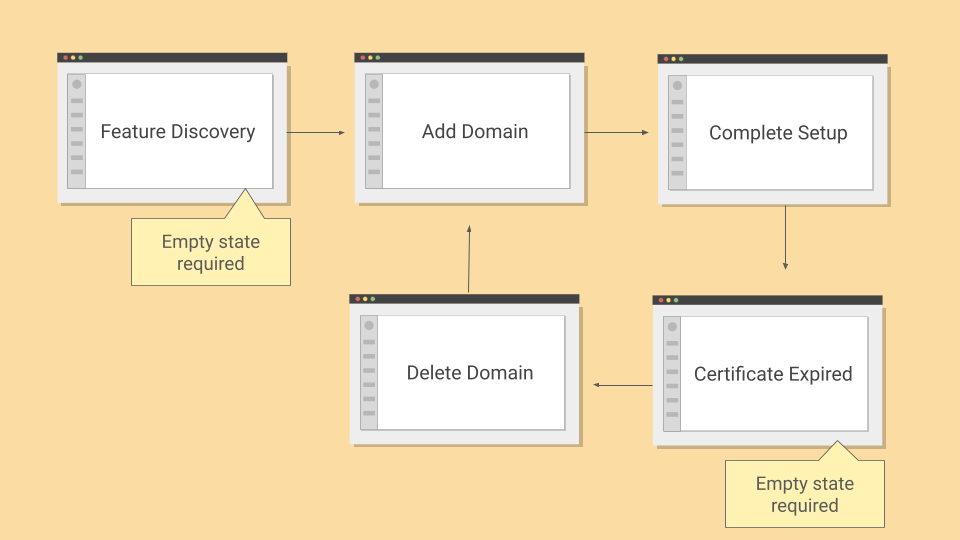 Feature Discovery
Add Domain
Complete Setup
Empty state
required
Delete Domain
Certificate Expired
Empty state
required